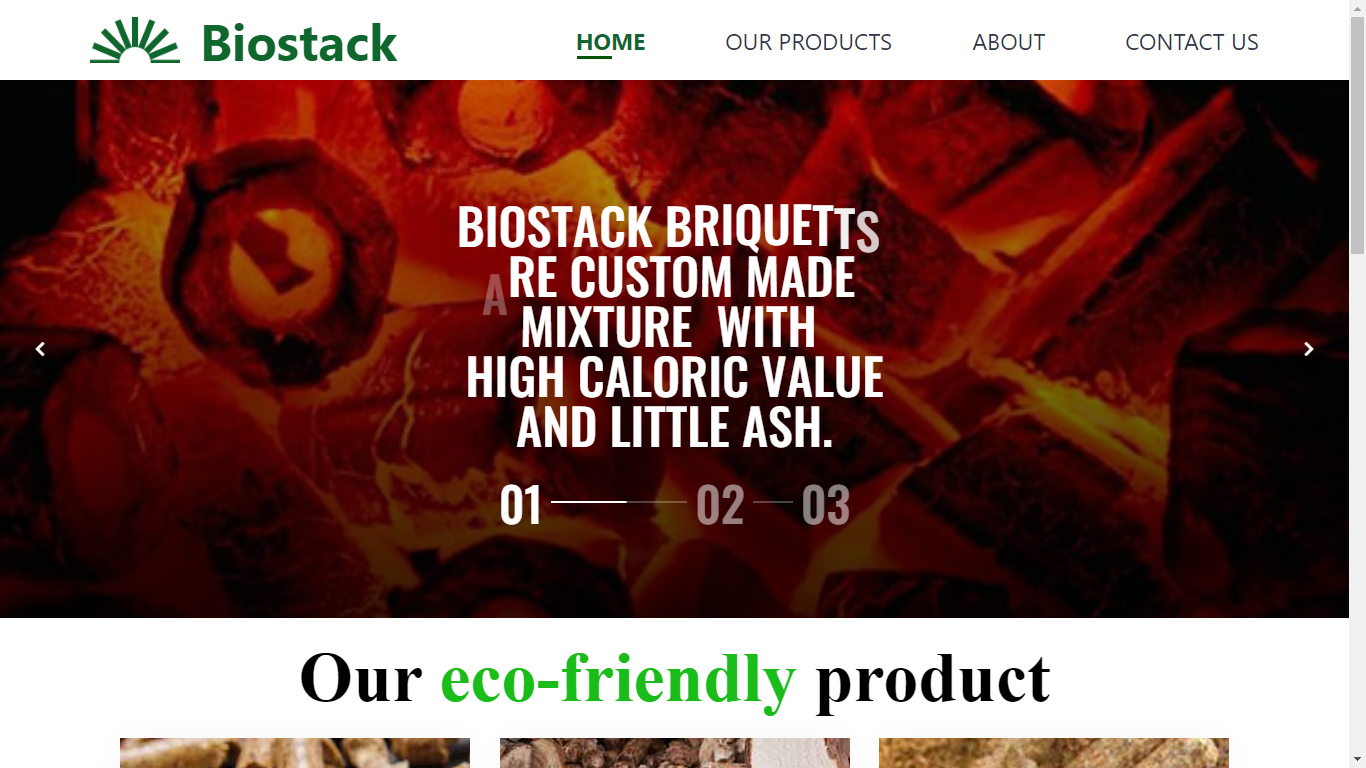 Biostack
HOME
OUR PRODUCTS
ABOUT
CONTACT US
BIOSTACK BRIQUETTS
ARE CUSTOM MADE
MIXTURE WITH
HIGH CALORIC VALUE
AND LITTLE ASH.
01 02 03
Our eco-friendly product